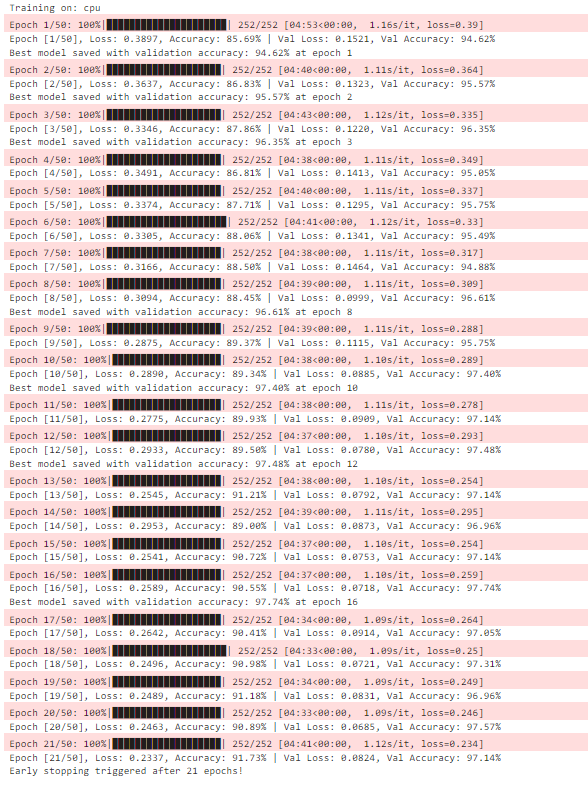 Training on: cpu
Epoch 1/50: 100%|██████████| 252/252 [04:53<00:00,  1.16s/it, loss=0.39]
Epoch [1/50], Loss: 0.3897, Accuracy: 85.69% | Val Loss: 0.1521, Val Accuracy: 94.62%
Best model saved with validation accuracy: 94.62% at epoch 1
Epoch 2/50: 100%|██████████| 252/252 [04:40<00:00,  1.11s/it, loss=0.364]
Epoch [2/50], Loss: 0.3637, Accuracy: 86.83% | Val Loss: 0.1323, Val Accuracy: 95.57%
Best model saved with validation accuracy: 95.57% at epoch 2
Epoch 3/50: 100%|██████████| 252/252 [04:43<00:00,  1.12s/it, loss=0.335]
Epoch [3/50], Loss: 0.3346, Accuracy: 87.86% | Val Loss: 0.1220, Val Accuracy: 96.35%
Best model saved with validation accuracy: 96.35% at epoch 3
Epoch 4/50: 100%|██████████| 252/252 [04:38<00:00,  1.11s/it, loss=0.349]
Epoch [4/50], Loss: 0.3491, Accuracy: 86.81% | Val Loss: 0.1413, Val Accuracy: 95.05%
Epoch 5/50: 100%|██████████| 252/252 [04:40<00:00,  1.11s/it, loss=0.337]
Epoch [5/50], Loss: 0.3374, Accuracy: 87.71% | Val Loss: 0.1295, Val Accuracy: 95.75%
Epoch 6/50: 100%|██████████| 252/252 [04:41<00:00,  1.12s/it, loss=0.33]
Epoch [6/50], Loss: 0.3305, Accuracy: 88.06% | Val Loss: 0.1341, Val Accuracy: 95.49%
Epoch 7/50: 100%|██████████| 252/252 [04:38<00:00,  1.11s/it, loss=0.317]
Epoch [7/50], Loss: 0.3166, Accuracy: 88.50% | Val Loss: 0.1464, Val Accuracy: 94.88%
Epoch 8/50: 100%|██████████| 252/252 [04:39<00:00,  1.11s/it, loss=0.309]
Epoch [8/50], Loss: 0.3094, Accuracy: 88.45% | Val Loss: 0.0999, Val Accuracy: 96.61%
Best model saved with validation accuracy: 96.61% at epoch 8
Epoch 9/50: 100%|██████████| 252/252 [04:39<00:00,  1.11s/it, loss=0.288]
Epoch [9/50], Loss: 0.2875, Accuracy: 89.37% | Val Loss: 0.1115, Val Accuracy: 95.75%
Epoch 10/50: 100%|██████████| 252/252 [04:38<00:00,  1.10s/it, loss=0.289]
Epoch [10/50], Loss: 0.2890, Accuracy: 89.34% | Val Loss: 0.0885, Val Accuracy: 97.40%
Best model saved with validation accuracy: 97.40% at epoch 10
Epoch 11/50: 100%|██████████| 252/252 [04:38<00:00,  1.11s/it, loss=0.278]
Epoch [11/50], Loss: 0.2775, Accuracy: 89.93% | Val Loss: 0.0909, Val Accuracy: 97.14%
Epoch 12/50: 100%|██████████| 252/252 [04:37<00:00,  1.10s/it, loss=0.293]
Epoch [12/50], Loss: 0.2933, Accuracy: 89.50% | Val Loss: 0.0780, Val Accuracy: 97.48%
Best model saved with validation accuracy: 97.48% at epoch 12
Epoch 13/50: 100%|██████████| 252/252 [04:38<00:00,  1.10s/it, loss=0.254]
Epoch [13/50], Loss: 0.2545, Accuracy: 91.21% | Val Loss: 0.0792, Val Accuracy: 97.14%
Epoch 14/50: 100%|██████████| 252/252 [04:39<00:00,  1.11s/it, loss=0.295]
Epoch [14/50], Loss: 0.2953, Accuracy: 89.00% | Val Loss: 0.0873, Val Accuracy: 96.96%
Epoch 15/50: 100%|██████████| 252/252 [04:37<00:00,  1.10s/it, loss=0.254]
Epoch [15/50], Loss: 0.2541, Accuracy: 90.72% | Val Loss: 0.0753, Val Accuracy: 97.14%
Epoch 16/50: 100%|██████████| 252/252 [04:37<00:00,  1.10s/it, loss=0.259]
Epoch [16/50], Loss: 0.2589, Accuracy: 90.55% | Val Loss: 0.0718, Val Accuracy: 97.74%
Best model saved with validation accuracy: 97.74% at epoch 16
Epoch 17/50: 100%|██████████| 252/252 [04:34<00:00,  1.09s/it, loss=0.264]
Epoch [17/50], Loss: 0.2642, Accuracy: 90.41% | Val Loss: 0.0914, Val Accuracy: 97.05%
Epoch 18/50: 100%|██████████| 252/252 [04:33<00:00,  1.09s/it, loss=0.25]
Epoch [18/50], Loss: 0.2496, Accuracy: 90.98% | Val Loss: 0.0721, Val Accuracy: 97.31%
Epoch 19/50: 100%|██████████| 252/252 [04:34<00:00,  1.09s/it, loss=0.249]
Epoch [19/50], Loss: 0.2489, Accuracy: 91.18% | Val Loss: 0.0831, Val Accuracy: 96.96%
Epoch 20/50: 100%|██████████| 252/252 [04:33<00:00,  1.09s/it, loss=0.246]
Epoch [20/50], Loss: 0.2463, Accuracy: 90.89% | Val Loss: 0.0685, Val Accuracy: 97.57%
Epoch 21/50: 100%|██████████| 252/252 [04:41<00:00,  1.12s/it, loss=0.234]
Epoch [21/50], Loss: 0.2337, Accuracy: 91.73% | Val Loss: 0.0824, Val Accuracy: 97.14%
Early stopping triggered after 21 epochs!